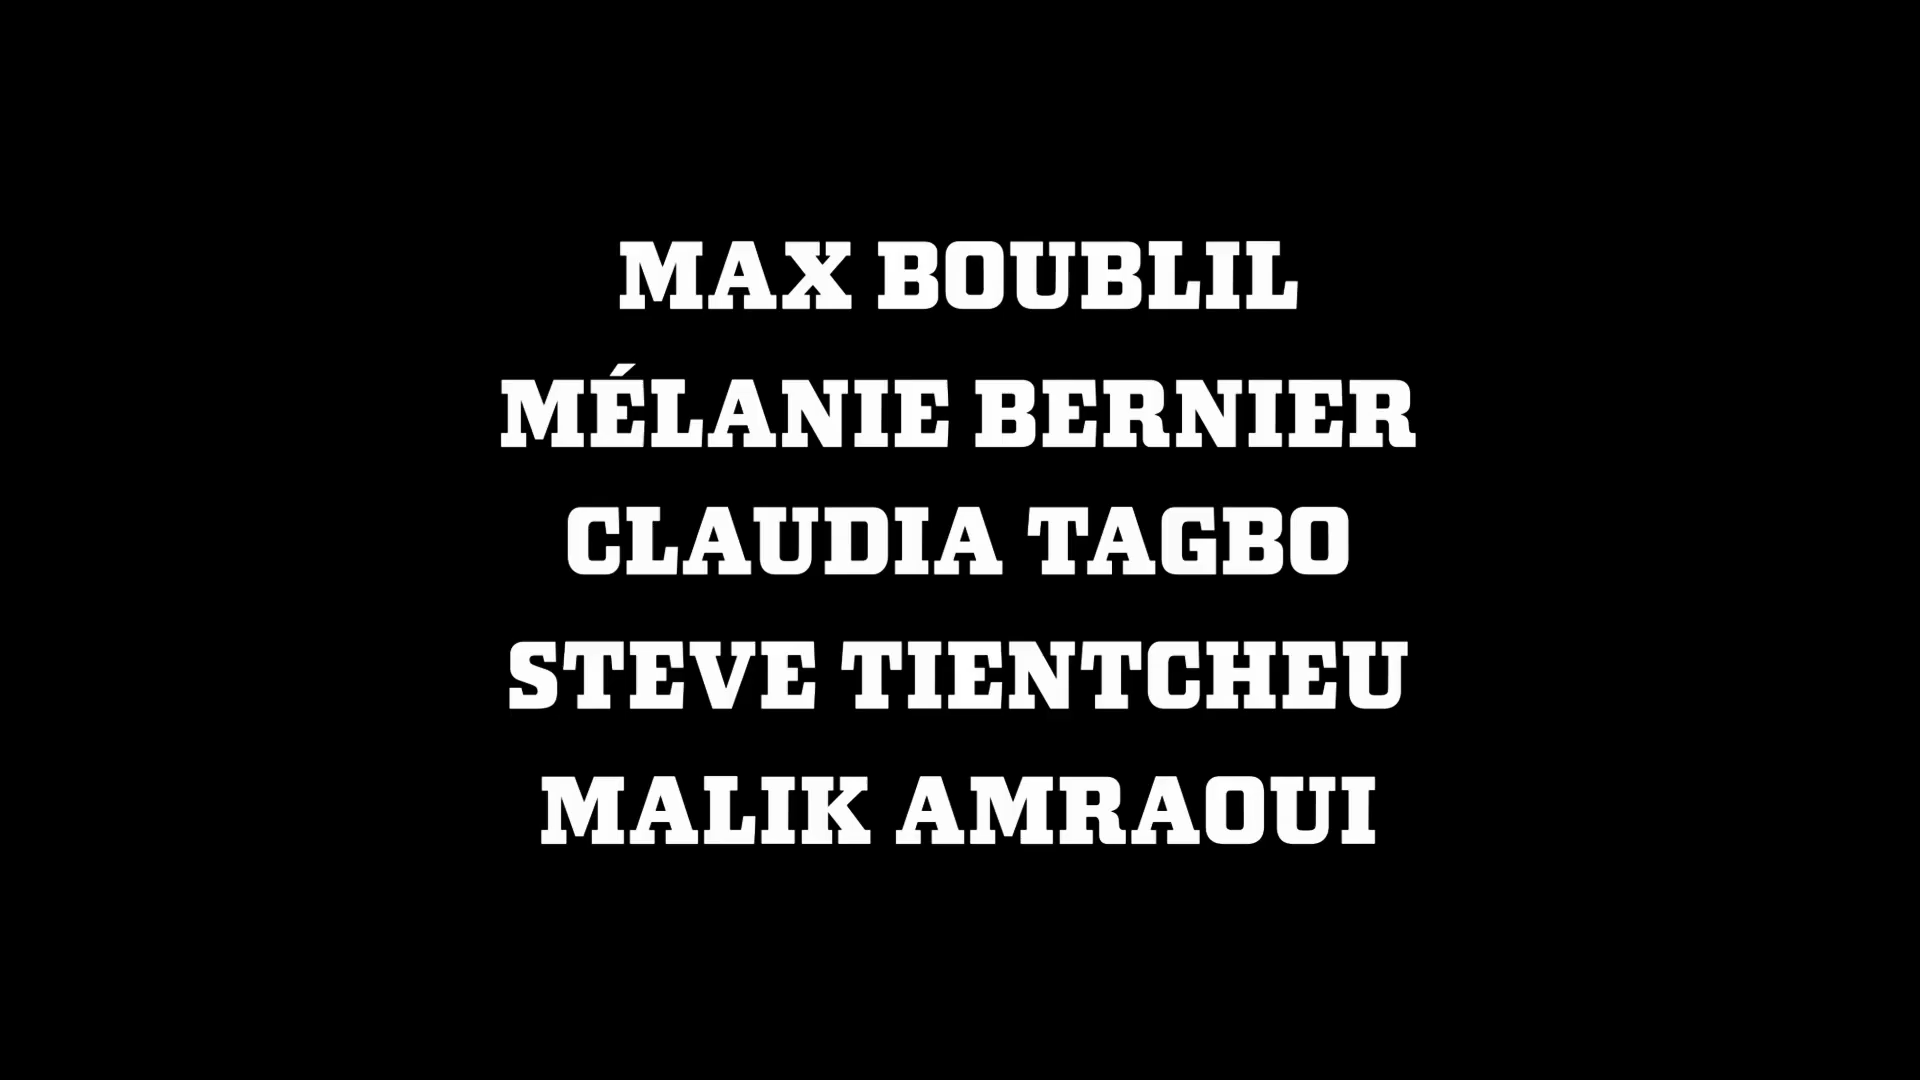 MAX BOUBLIL
MÉLANIE BERNIER
CLAUDIA TAGBO
STEVE TIENTCHEU
MALIK AMRAOUI